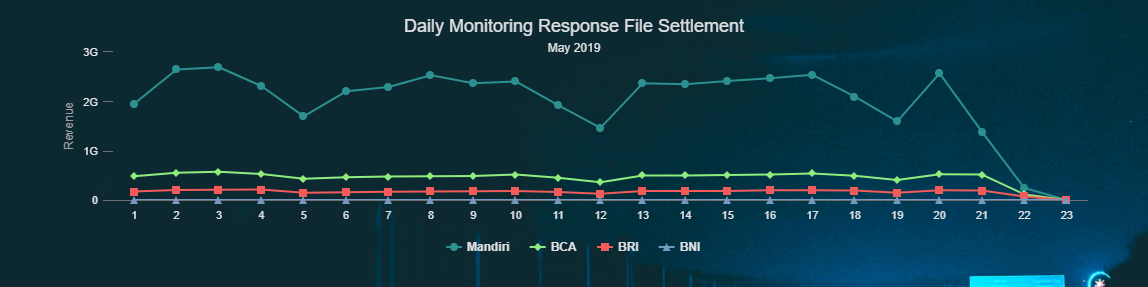 Daily Monitoring Response File Settlement
May 2019
3G
2G
1G
0
Revenue
1 2 3 4 5 6 7 8 9 10 11 12 13 14 15 16 17 18 19 20 21 22 23
Mandiri BCA BRI BNI